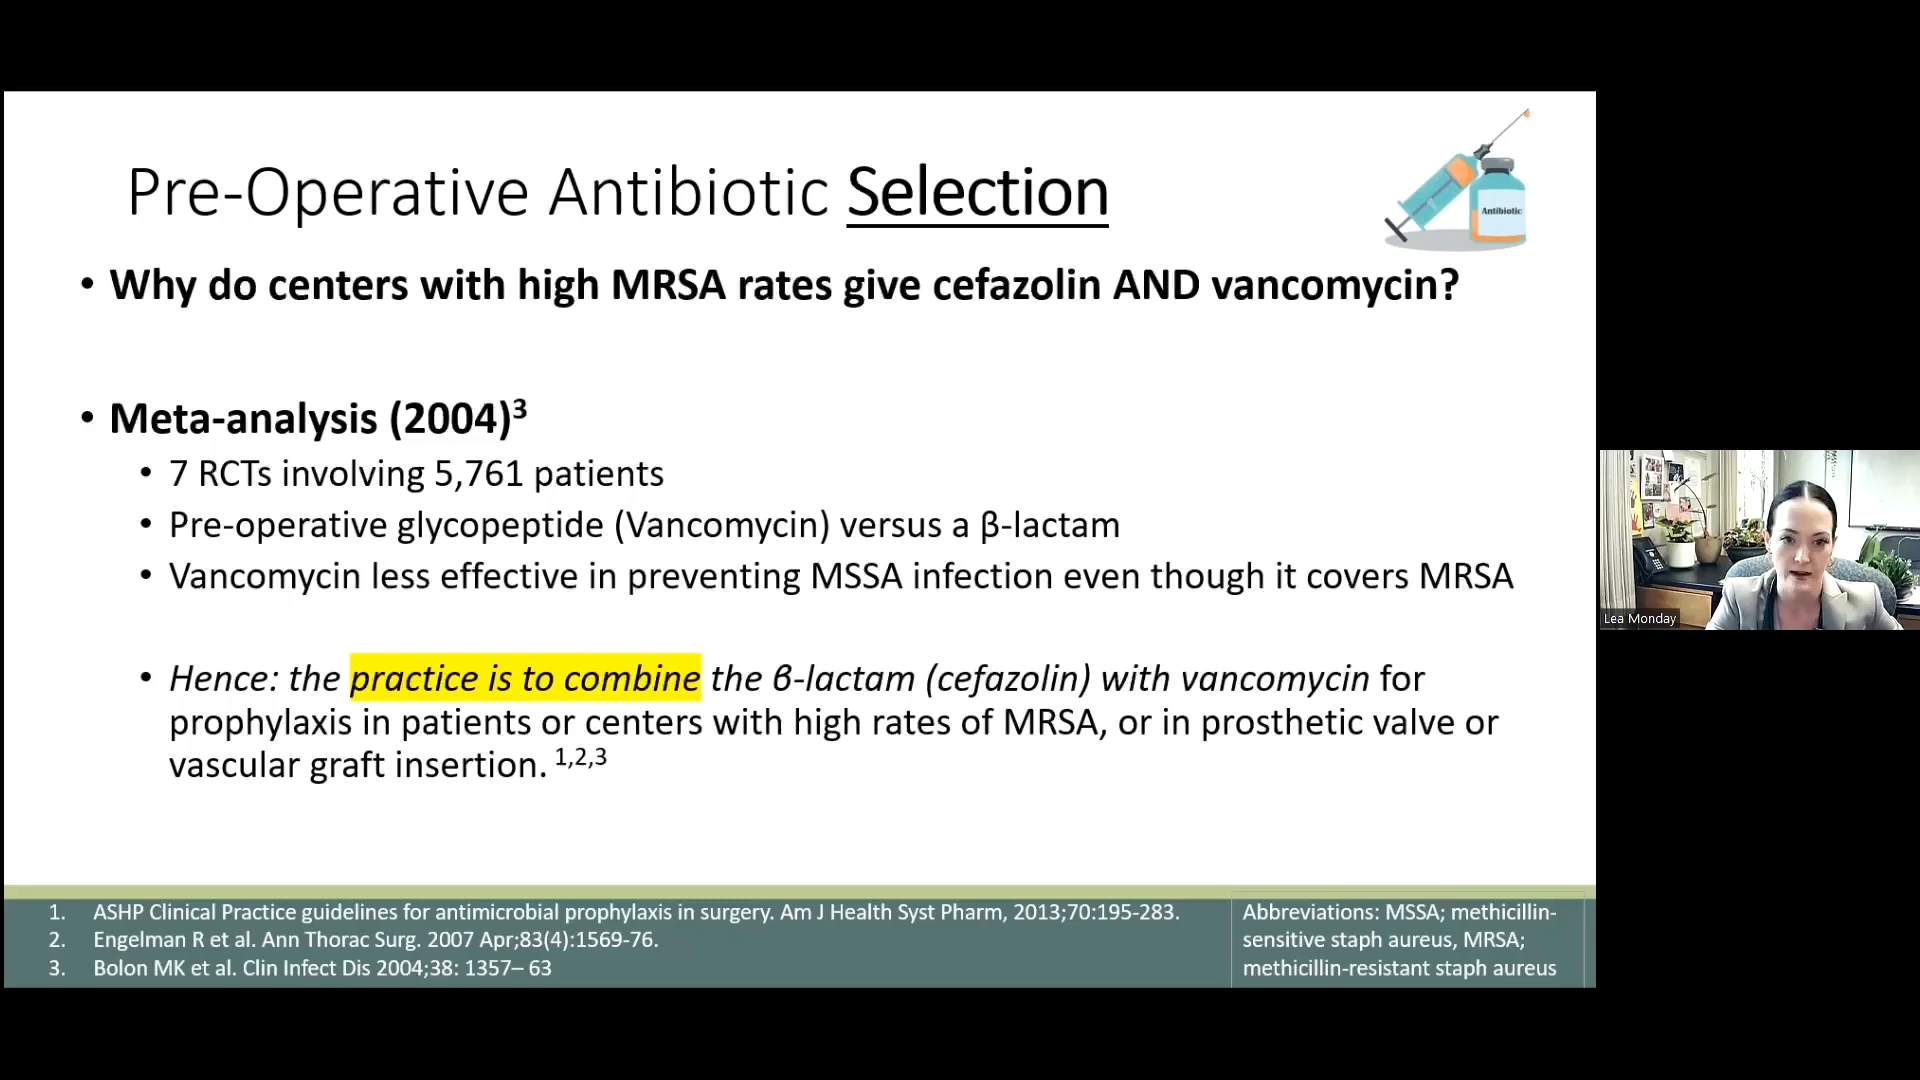 Pre-Operative Antibiotic Selection
Antibiotic
• Why do centers with high MRSA rates give cefazolin AND vancomycin?
• Meta-analysis (2004)3
• 7 RCTs involving 5,761 patients
• Pre-operative glycopeptide (Vancomycin) versus a β-lactam
• Vancomycin less effective in preventing MSSA infection even though it covers MRSA
• Hence: the practice is to combine the β-lactam (cefazolin) with vancomycin for
prophylaxis in patients or centers with high rates of MRSA, or in prosthetic valve or
vascular graft insertion. 1,2,3
1. ASHP Clinical Practice guidelines for antimicrobial prophylaxis in surgery. Am J Health Syst Pharm, 2013;70:195-283.
2. Engelman R et al. Ann Thorac Surg. 2007 Apr;83(4):1569-76.
3. Bolon MK et al. Clin Infect Dis 2004;38: 1357– 63
Abbreviations: MSSA; methicillin-
sensitive staph aureus, MRSA;
methicillin-resistant staph aureus
Lea Monday